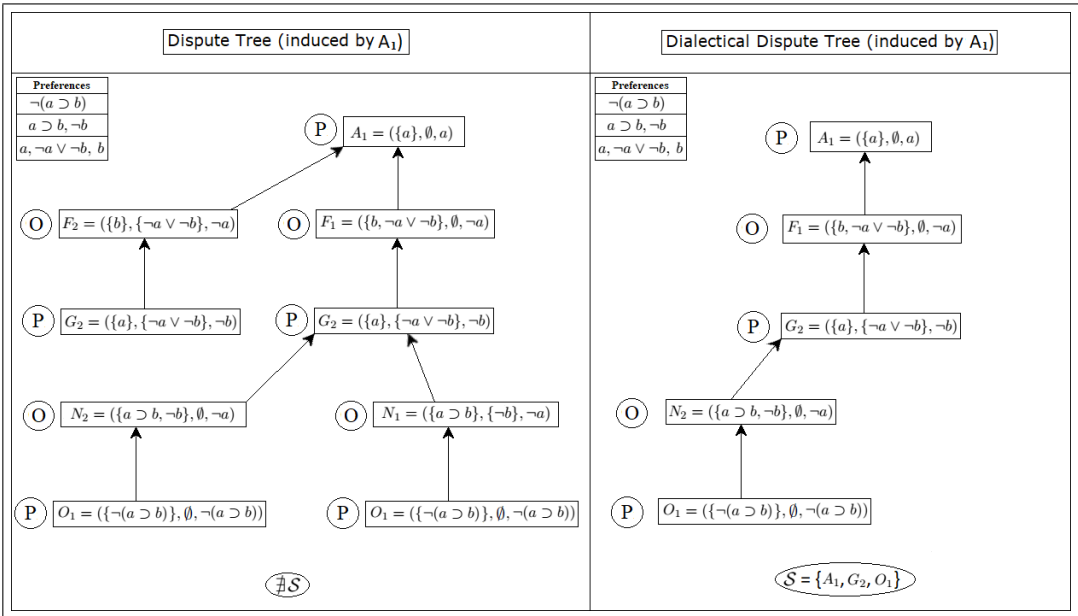 Dispute Tree (induced by A₁)
Preferences
¬(a ⊃ b)
a ⊃ b, ¬b
a, ¬a ∨ ¬b, b
P A₁ = ({a}, ∅, a)
O F₂ = ({b}, {¬a ∨ ¬b}, ¬a)
O F₁ = ({b, ¬a ∨ ¬b}, ∅, ¬a)
P G₂ = ({a}, {¬a ∨ ¬b}, ¬b)
P G₂ = ({a}, {¬a ∨ ¬b}, ¬b)
O N₂ = ({a ⊃ b, ¬b}, ∅, ¬a)
O N₁ = ({a ⊃ b}, {¬b}, ¬a)
P O₁ = ({¬(a ⊃ b)}, ∅, ¬(a ⊃ b))
P O₁ = ({¬(a ⊃ b)}, ∅, ¬(a ⊃ b))
∄S
Dialectical Dispute Tree (induced by A₁)
Preferences
¬(a ⊃ b)
a ⊃ b, ¬b
a, ¬a ∨ ¬b, b
P A₁ = ({a}, ∅, a)
O F₁ = ({b, ¬a ∨ ¬b}, ∅, ¬a)
P G₂ = ({a}, {¬a ∨ ¬b}, ¬b)
O N₂ = ({a ⊃ b, ¬b}, ∅, ¬a)
P O₁ = ({¬(a ⊃ b)}, ∅, ¬(a ⊃ b))
S = {A₁, G₂, O₁}